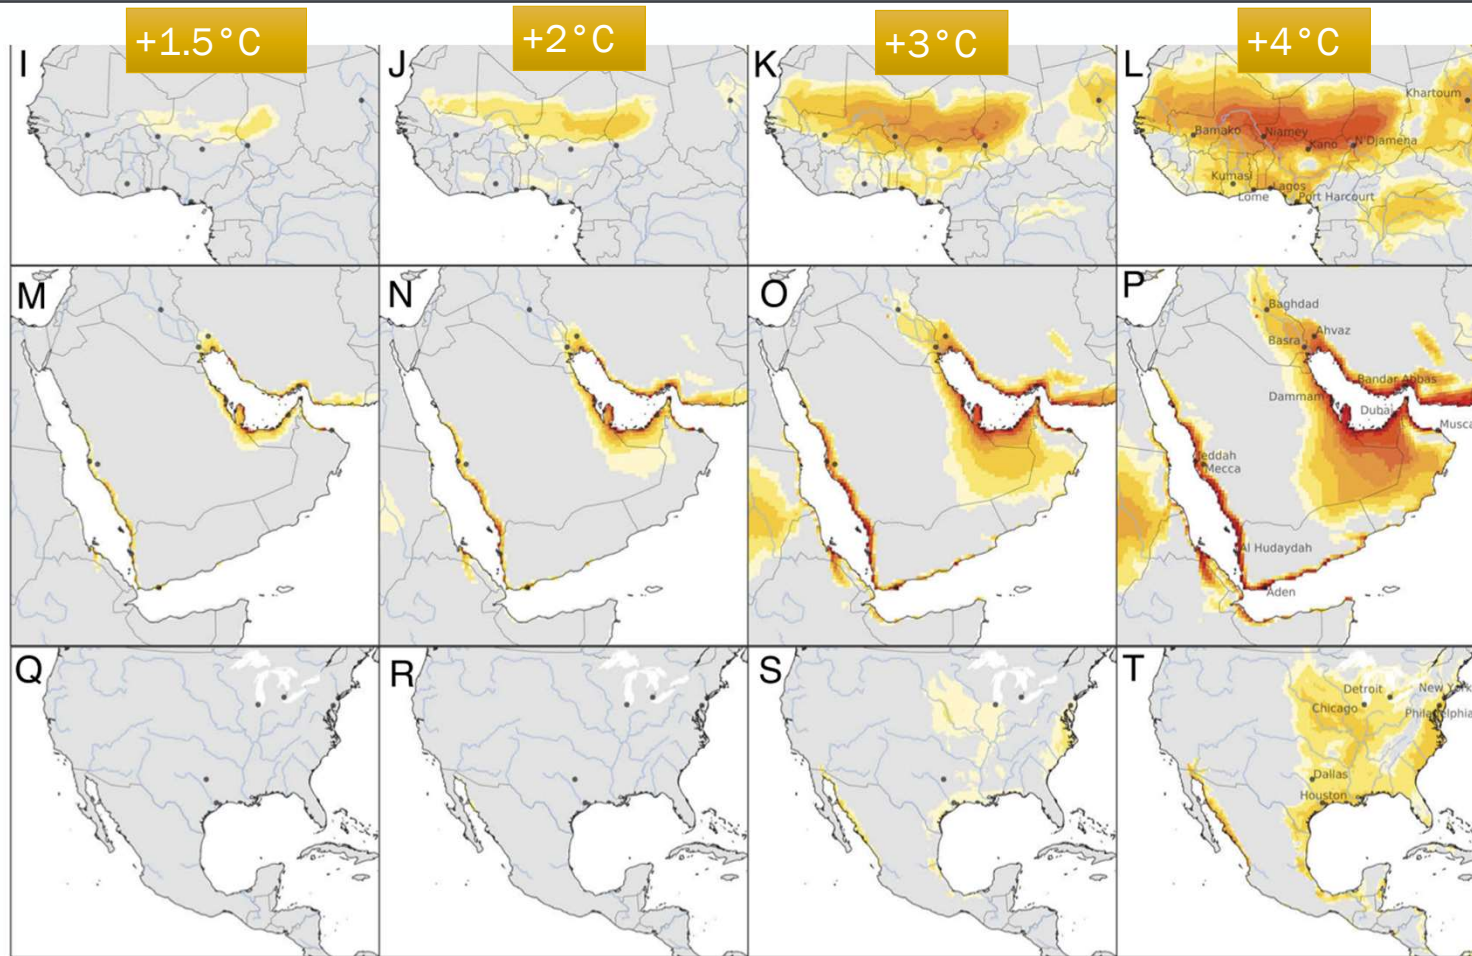 +1.5°C
+2°C
+3°C
+4°C
I
J
K
L
Khartoum
Bamako
Niamey
Kano
N Djamena
Kumasi
Lagos
Lome
Port Harcourt
M
N
O
P
Baghdad
Ahvaz
Basra
Bandar Abbas
Dammam
Dubai
Musca
Jeddah
Mecca
Al Hudaydah
Aden
Q
R
S
T
Detroit
New York
Chicago
Philadelphia
Dallas
Houston